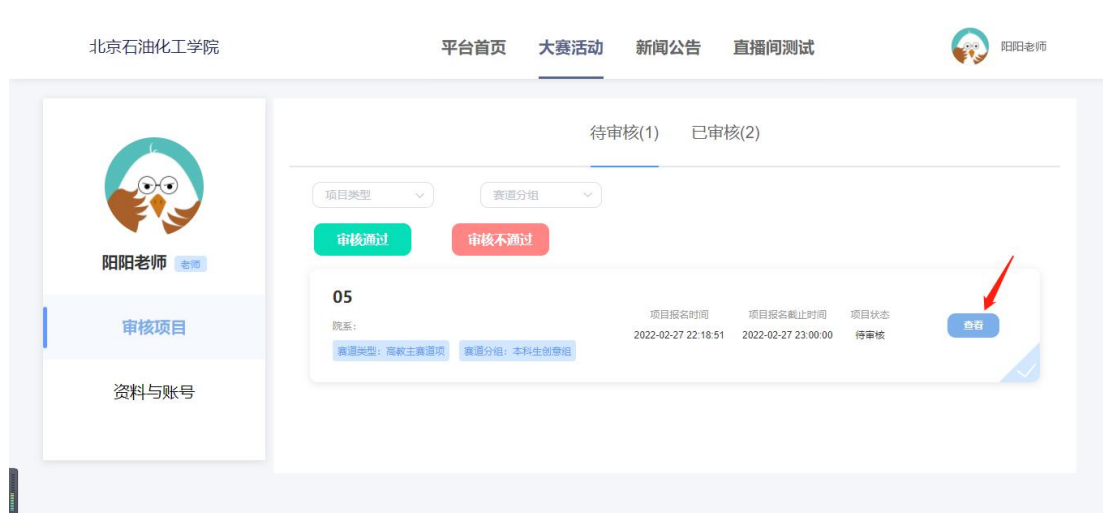 北京石油化工学院 平台首页 大赛活动 新闻公告 直播间测试 阳阳老师
待审核(1) 已审核(2)
项目类型 赛道分组
审核通过 审核不通过
阳阳老师 老师
05
项目报名时间 项目报名截止时间 项目状态
院系：
2022-02-27 22:18:51 2022-02-27 23:00:00 待审核
查看
赛道类型：高教主赛道项 赛道分组：本科生创意组
审核项目
资料与账号